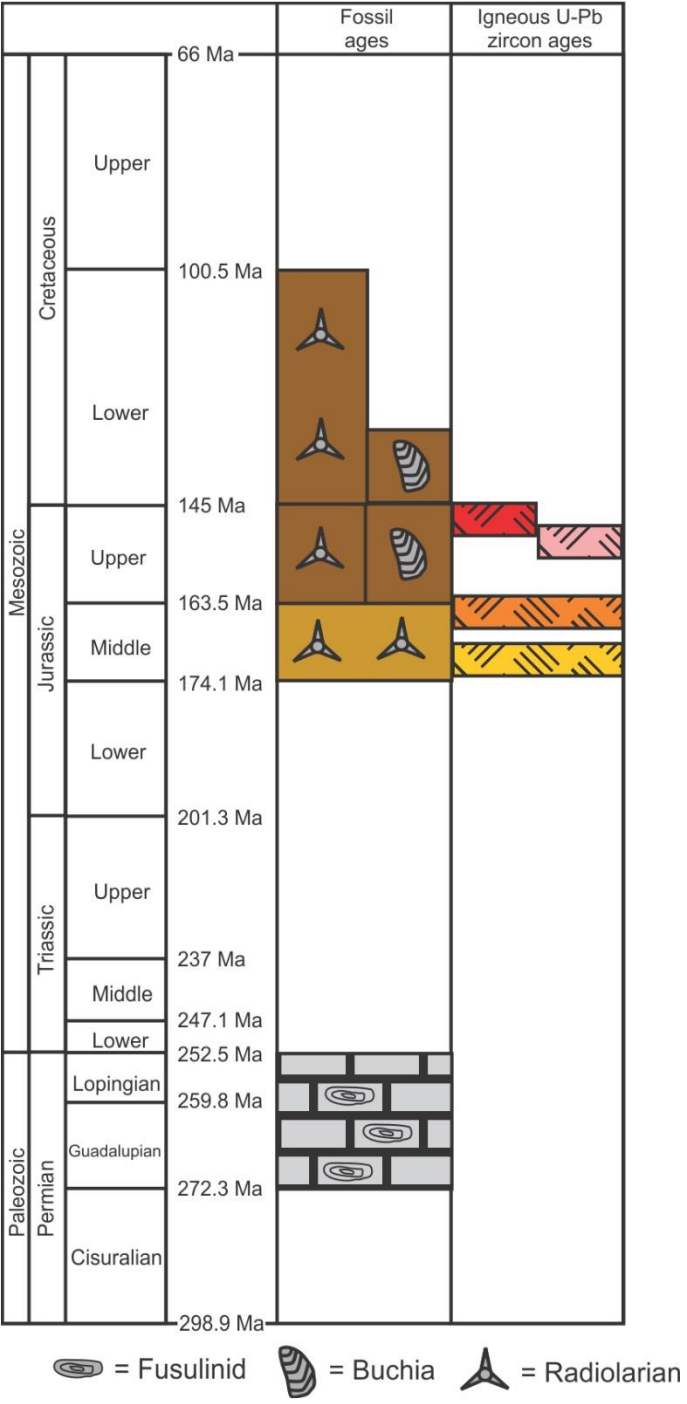 Fossil
ages
Igneous U-Pb
zircon ages
66 Ma
Mesozoic
Cretaceous
Upper
100.5 Ma
Lower
145 Ma
Jurassic
Upper
163.5 Ma
Middle
174.1 Ma
Lower
201.3 Ma
Triassic
Upper
237 Ma
Middle
247.1 Ma
Lower
252.5 Ma
Paleozoic
Permian
Lopingian
259.8 Ma
Guadalupian
272.3 Ma
Cisuralian
298.9 Ma
= Fusulinid
= Buchia
= Radiolarian